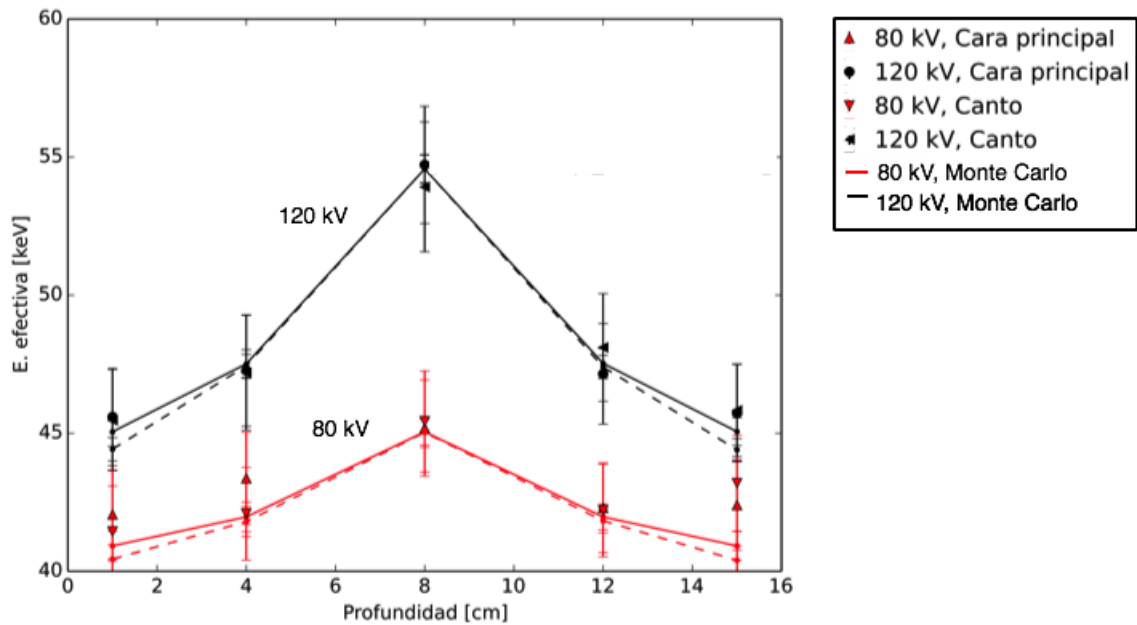 60
55
50
45
40
E. efectiva [keV]
120 kV
80 kV
0 2 4 6 8 10 12 14 16
Profundidad [cm]
80 kV, Cara principal
120 kV, Cara principal
80 kV, Canto
120 kV, Canto
80 kV, Monte Carlo
120 kV, Monte Carlo